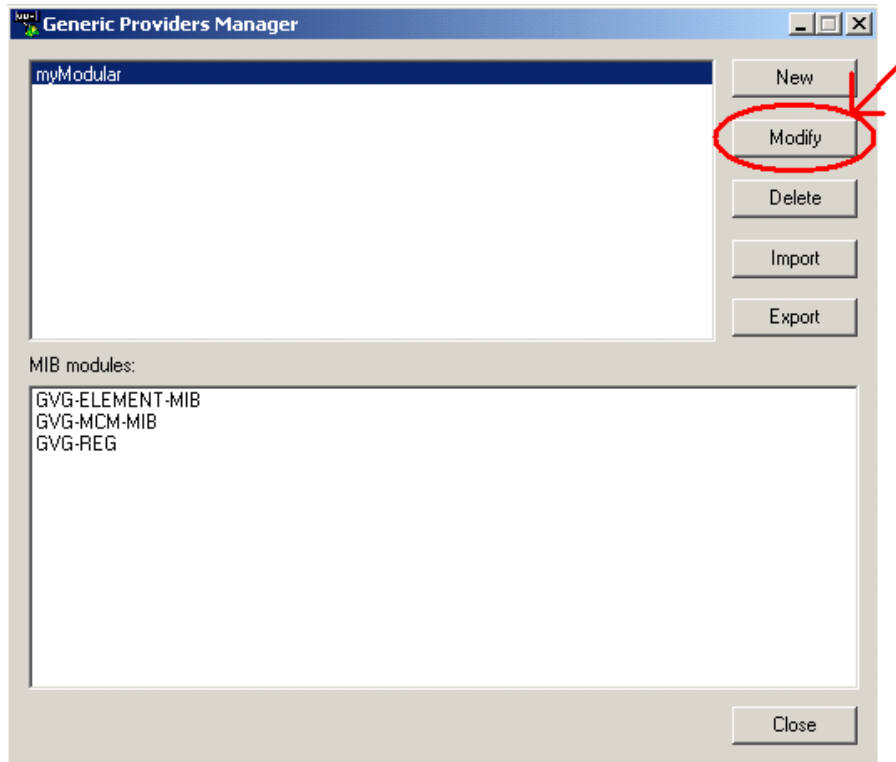 Generic Providers Manager
myModular
New
Modify
Delete
Import
Export
MIB modules:
GVG-ELEMENT-MIB
GVG-MCM-MIB
GVG-REG
Close